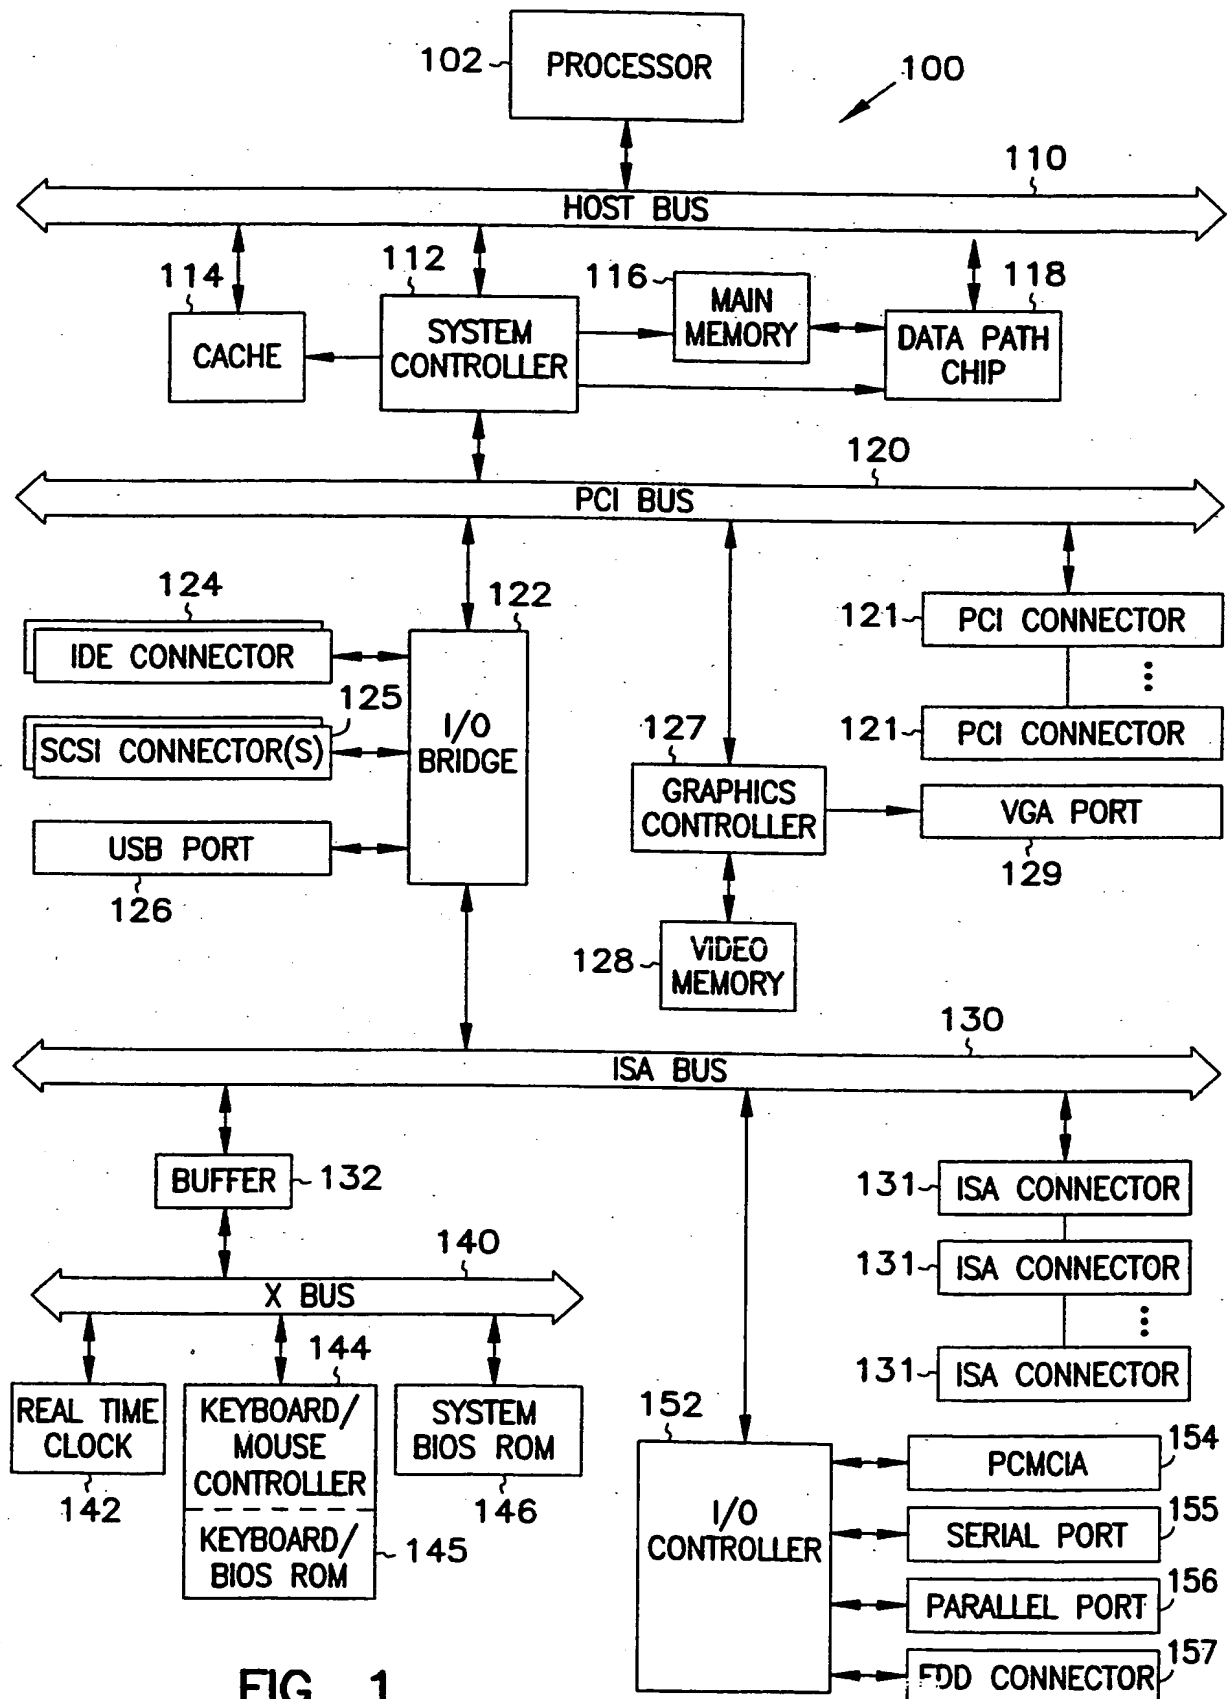 102
PROCESSOR
100
110
HOST BUS
114
112
116
118
CACHE
SYSTEM
CONTROLLER
MAIN
MEMORY
DATA PATH
CHIP
120
PCI BUS
124
122
IDE CONNECTOR
121
PCI CONNECTOR
125
SCSI CONNECTOR(S)
I/O
BRIDGE
121
PCI CONNECTOR
127
GRAPHICS
CONTROLLER
VGA PORT
129
USB PORT
126
128
VIDEO
MEMORY
130
ISA BUS
BUFFER
132
131
ISA CONNECTOR
131
ISA CONNECTOR
131
ISA CONNECTOR
140
X BUS
144
REAL TIME
CLOCK
142
KEYBOARD/
MOUSE
CONTROLLER
KEYBOARD/
BIOS ROM
145
SYSTEM
BIOS ROM
146
152
I/O
CONTROLLER
PCMCIA
154
SERIAL PORT
155
PARALLEL PORT
156
FDD CONNECTOR
157
FIG. 1